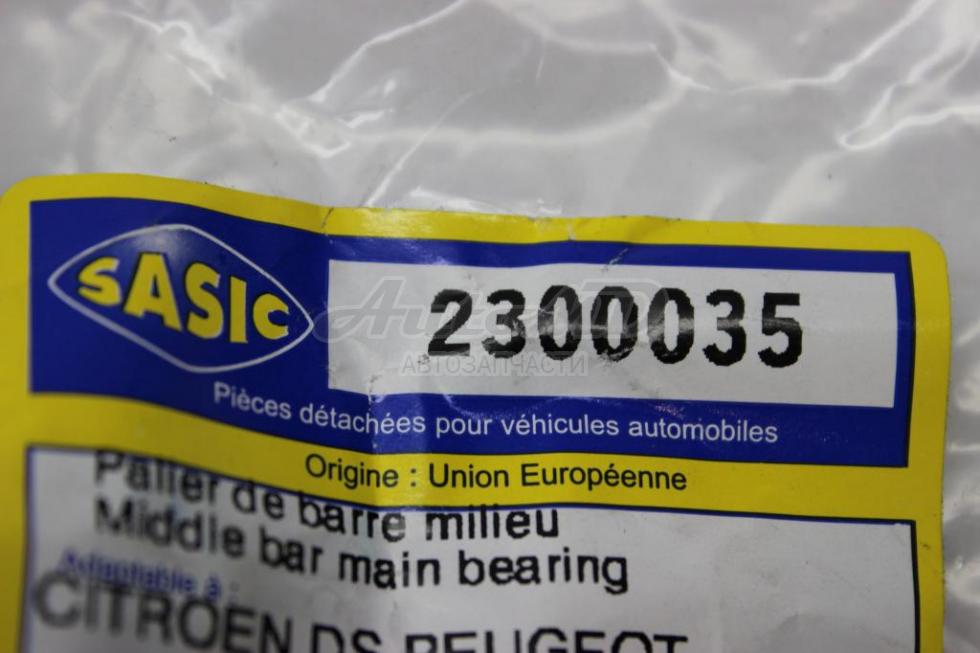 sASIC
2300035
АВТОЗАПЧАСТИ
Pièces détachées pour véhicules automobiles
Origine : Union Européenne
Palier de barre milieu
Middle bar main bearing
Adaptable à :
CITROEN DS PEUGEOT